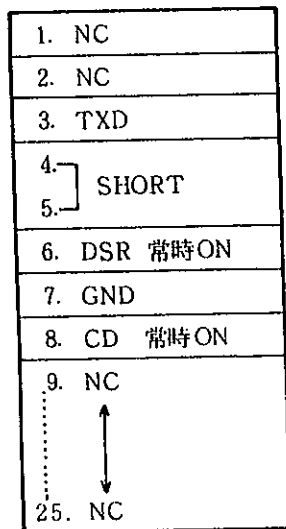 1. NC
2. NC
3. TXD
4.
SHORT
5.
6. DSR 常時ON
7. GND
8. CD 常時ON
9. NC
25. NC